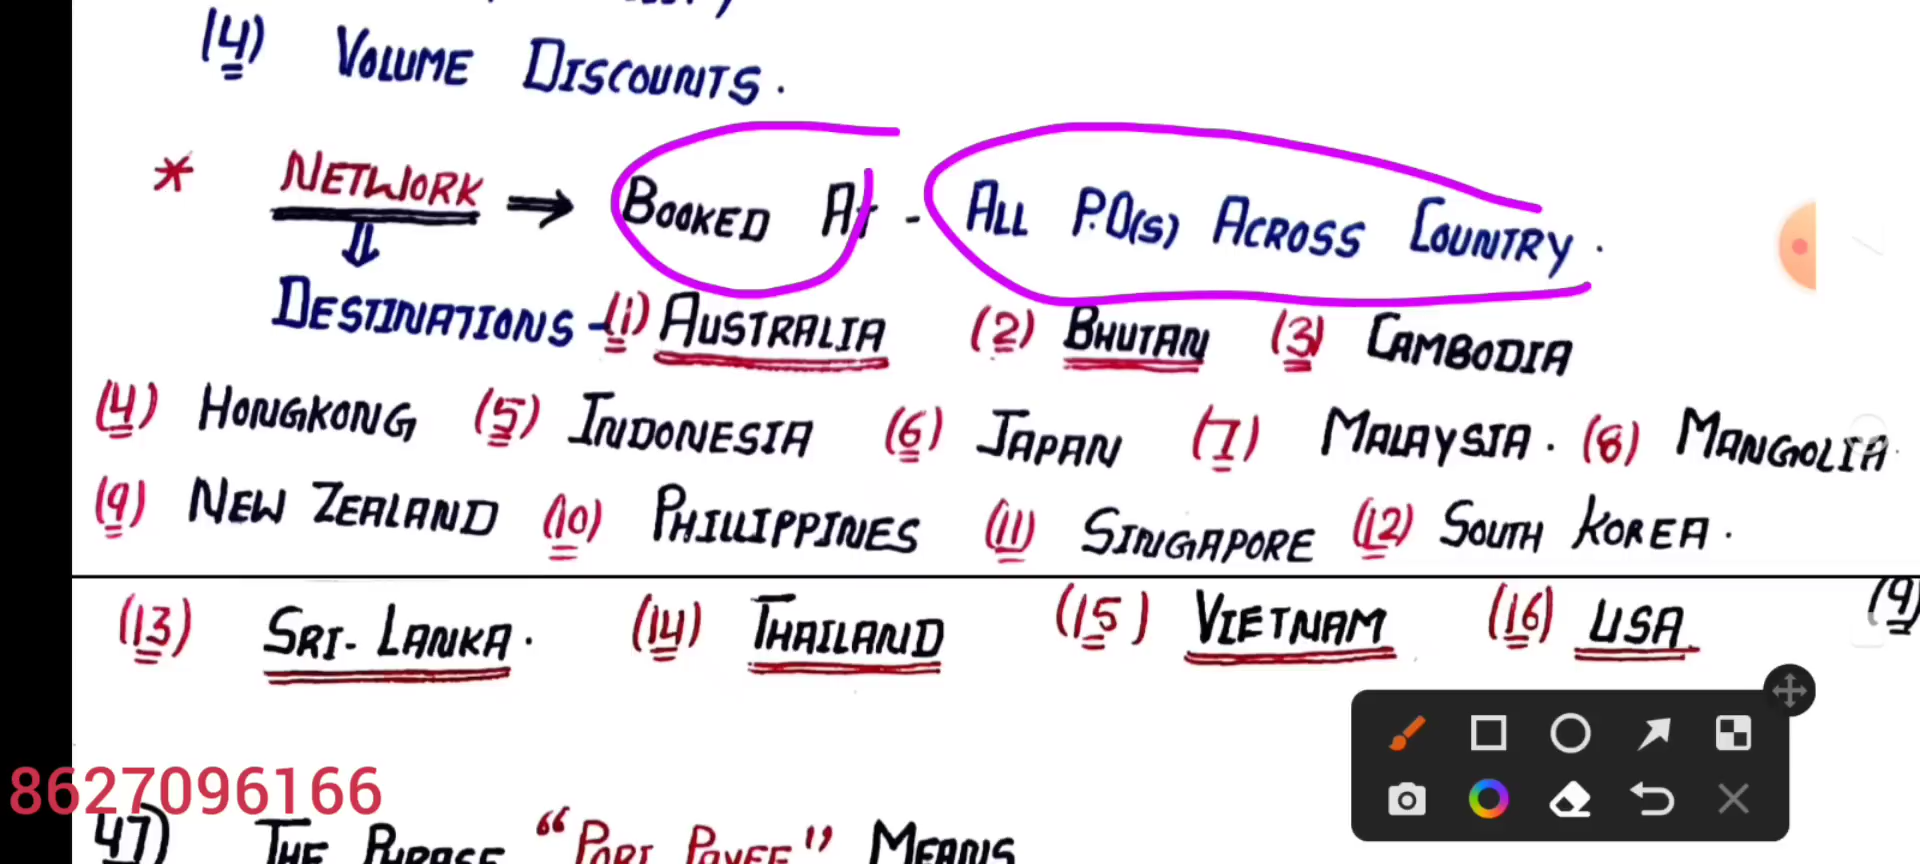 (4) VOLUME DISCOUNTS.
* NETWORK ⇒ BOOKED AT - ALL P.O(S) ACROSS COUNTRY.
⇓
DESTINATIONS - (1) AUSTRALIA (2) BHUTAN (3) CAMBODIA
(4) HONGKONG (5) INDONESIA (6) JAPAN (7) MALAYSIA. (8) MANGOLIA
(9) NEW ZEALAND (10) PHILIIPPINES (11) SINGAPORE (12) SOUTH KOREA.
(13) SRI-LANKA. (14) THAILAND (15) VIETNAM (16) USA. (9)
8627096166
47) THE PHRASE "PORT PAYEE" MEANS